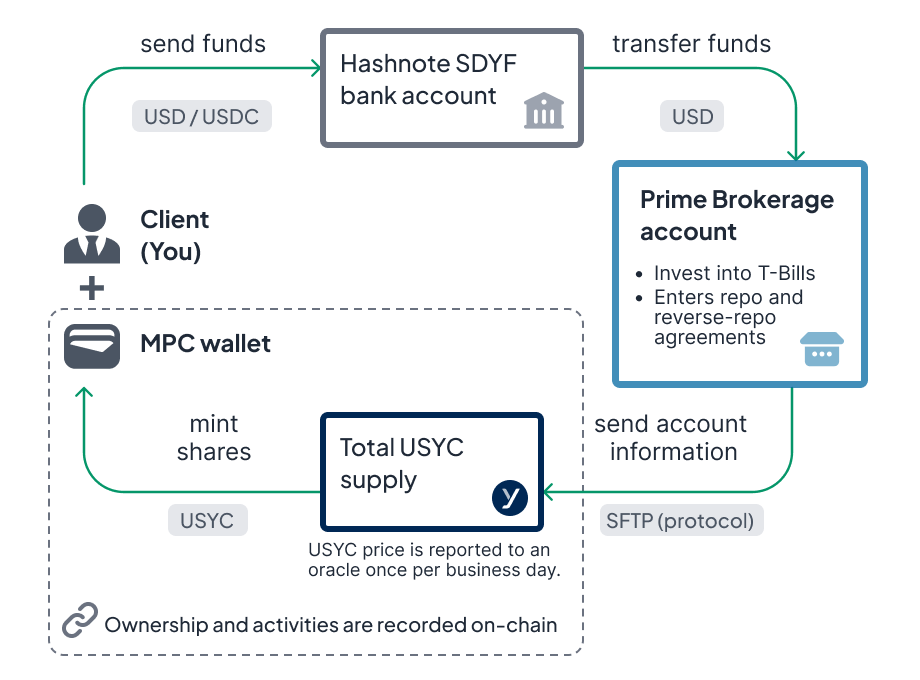 send funds
USD / USDC
Hashnote SDYF
bank account
transfer funds
USD
Client
(You)
Prime Brokerage
account
• Invest into T-Bills
• Enters repo and
reverse-repo
agreements
MPC wallet
mint
shares
USYC
Total USYC
supply
y
send account
information
SFTP (protocol)
USYC price is reported to an
oracle once per business day.
Ownership and activities are recorded on-chain